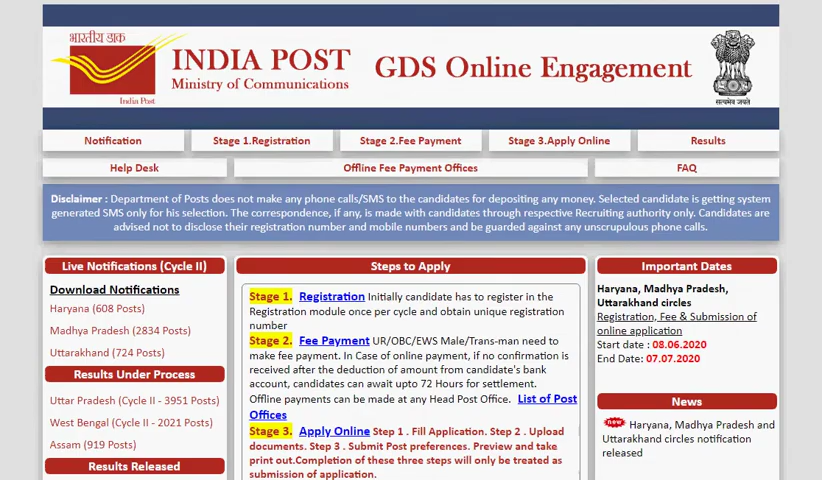 भारतीय डाक
India Post
INDIA POST
Ministry of Communications
GDS Online Engagement
सत्यमेव जयते
Notification
Stage 1.Registration
Stage 2.Fee Payment
Stage 3.Apply Online
Results
Help Desk
Offline Fee Payment Offices
FAQ
Disclaimer : Department of Posts does not make any phone calls/SMS to the candidates for depositing any money. Selected candidate is getting system
generated SMS only for his selection. The correspondence, if any, is made with candidates through respective Recruiting authority only. Candidates are
advised not to disclose their registration number and mobile numbers and be guarded against any unscrupulous phone calls.
Live Notifications (Cycle II)
Download Notifications
Haryana (608 Posts)
Madhya Pradesh (2834 Posts)
Uttarakhand (724 Posts)
Results Under Process
Uttar Pradesh (Cycle II - 3951 Posts)
West Bengal (Cycle II - 2021 Posts)
Assam (919 Posts)
Results Released
Steps to Apply
Stage 1. Registration Initially candidate has to register in the
Registration module once per cycle and obtain unique registration
number
Stage 2. Fee Payment UR/OBC/EWS Male/Trans-man need to
make fee payment. In Case of online payment, if no confirmation is
received after the deduction of amount from candidate's bank
account, candidates can await upto 72 Hours for settlement.
Offline payments can be made at any Head Post Office. List of Post
Offices
Stage 3. Apply Online Step 1 . Fill Application. Step 2 . Upload
documents. Step 3 . Submit Post preferences. Preview and take
print out.Completion of these three steps will only be treated as
submission of application.
Important Dates
Haryana, Madhya Pradesh,
Uttarakhand circles
Registration, Fee & Submission of
online application
Start date : 08.06.2020
End Date: 07.07.2020
News
new Haryana, Madhya Pradesh and
Uttarakhand circles notification
released